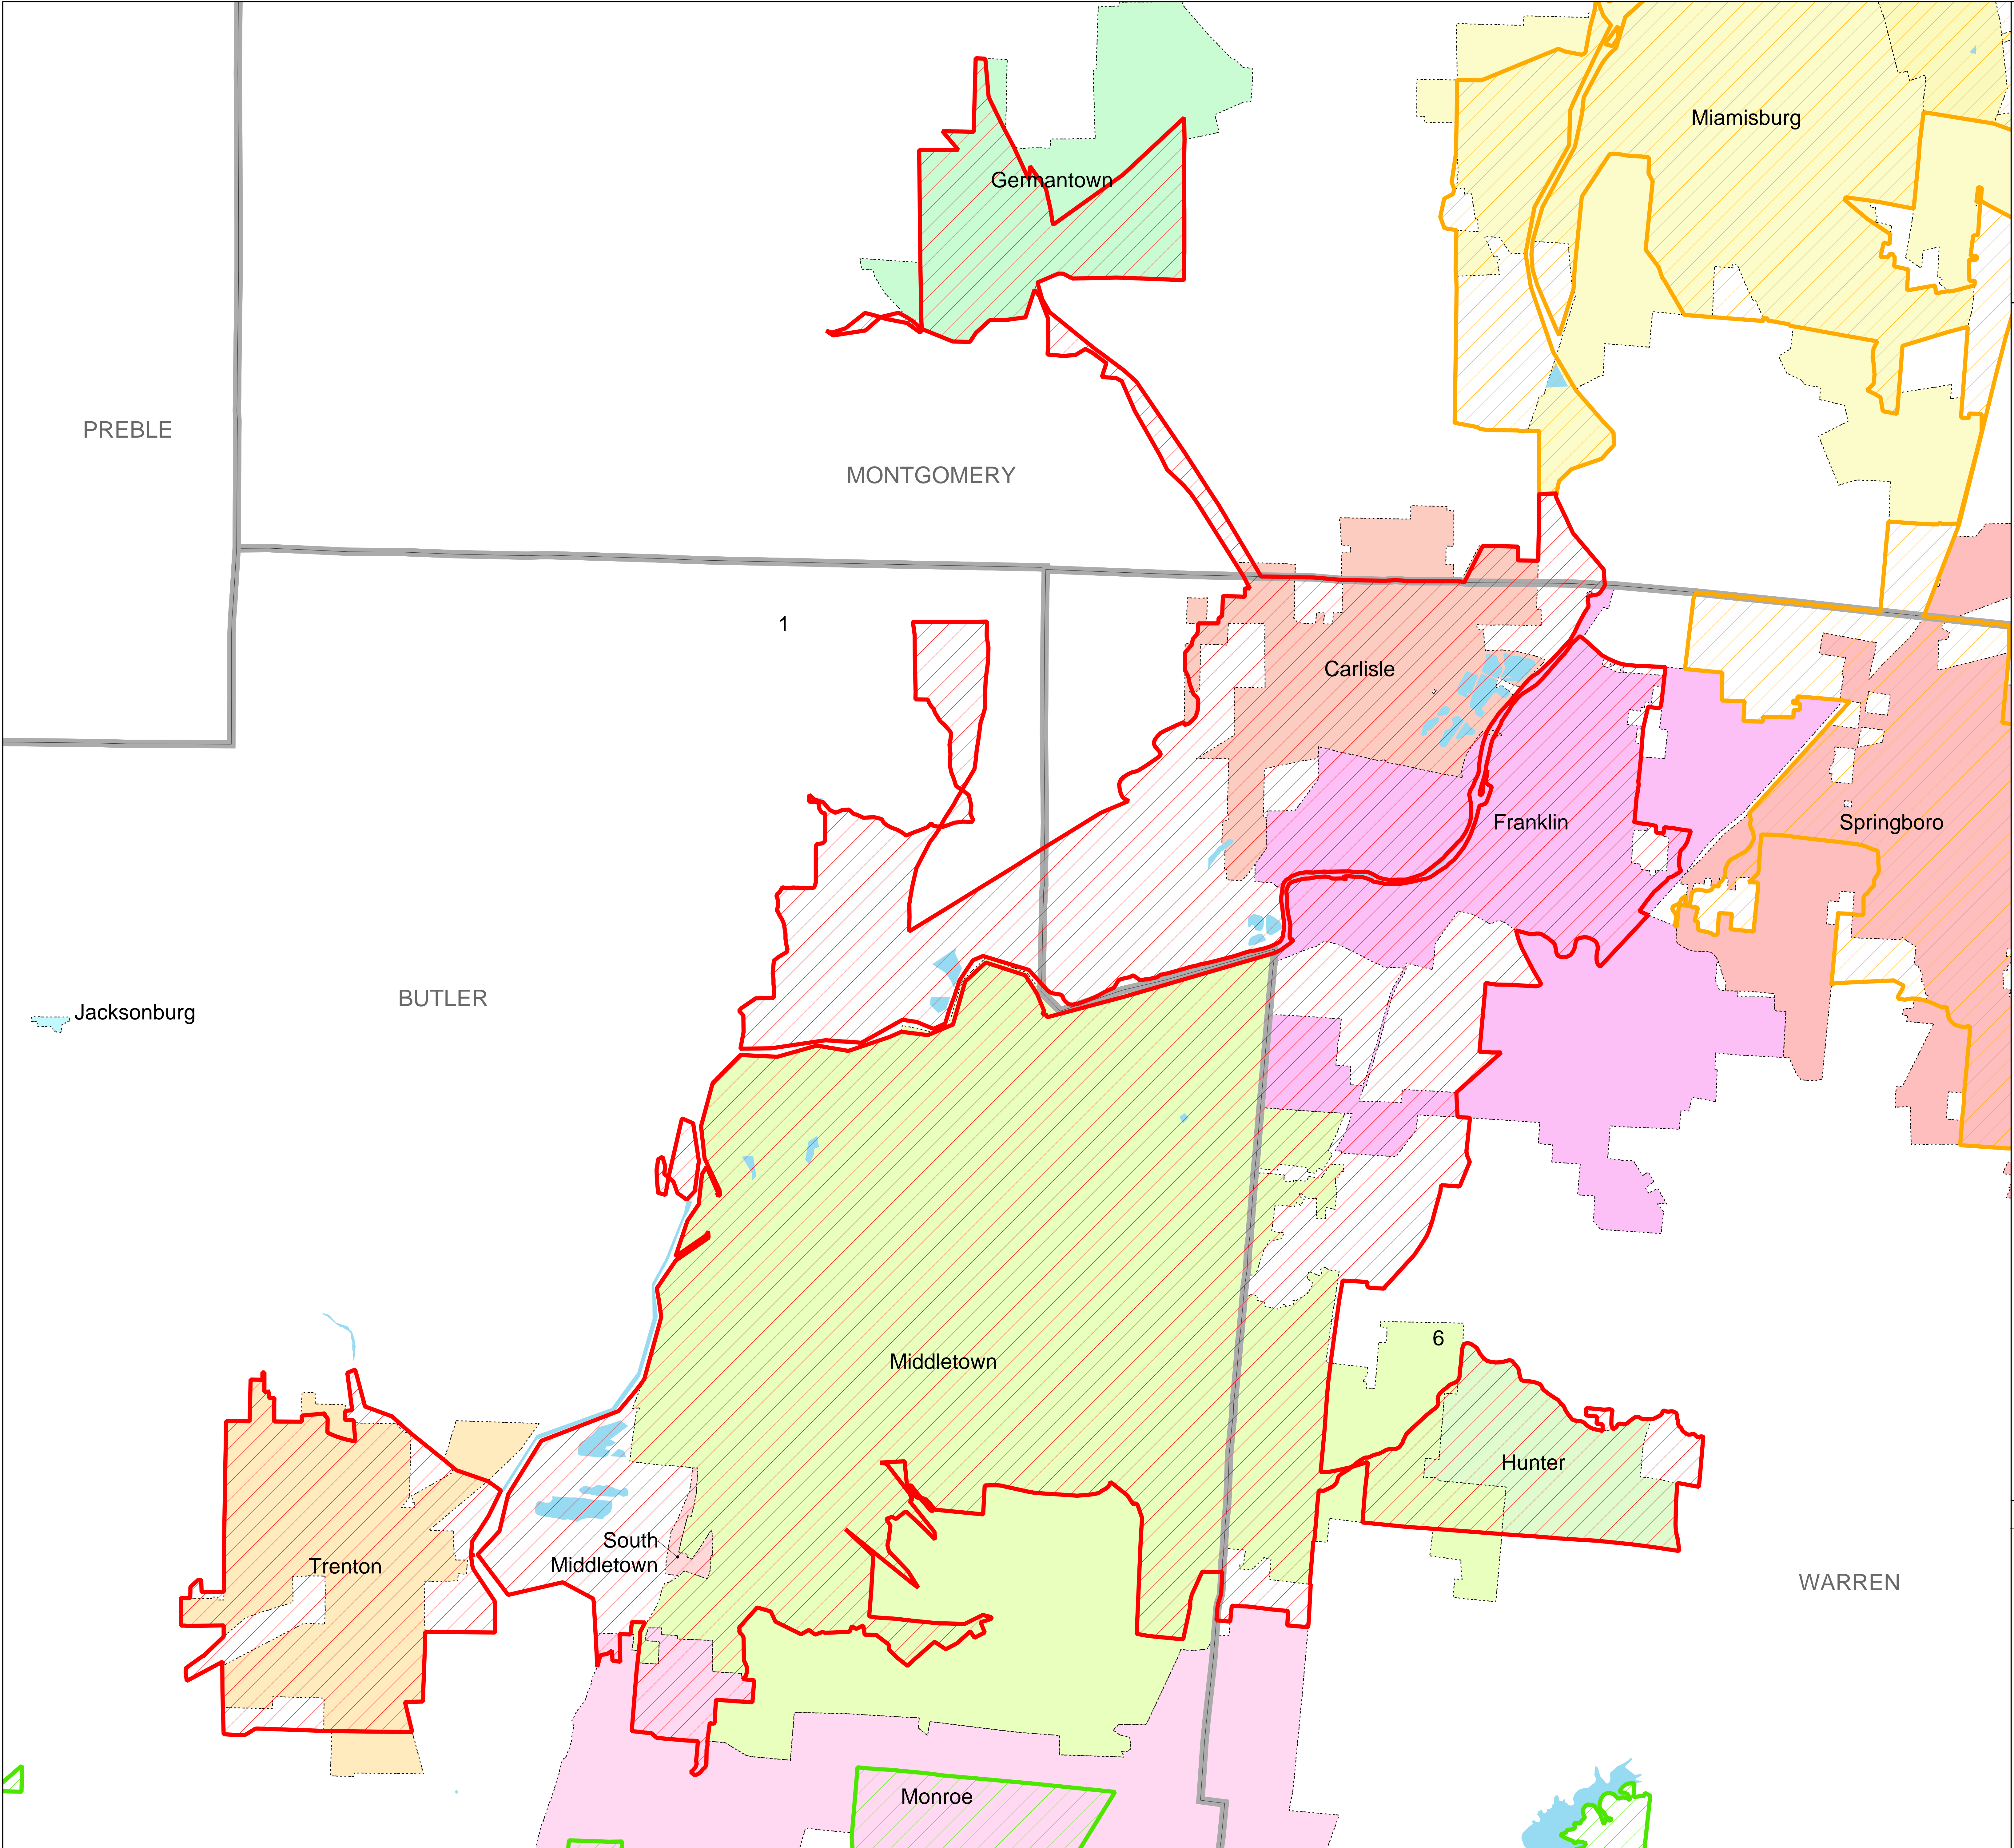 Miamisburg
Germantown
PREBLE
MONTGOMERY
1
Carlisle
Franklin
Springboro
BUTLER
Jacksonburg
6
Middletown
Hunter
South
Middletown
Trenton
WARREN
Monroe